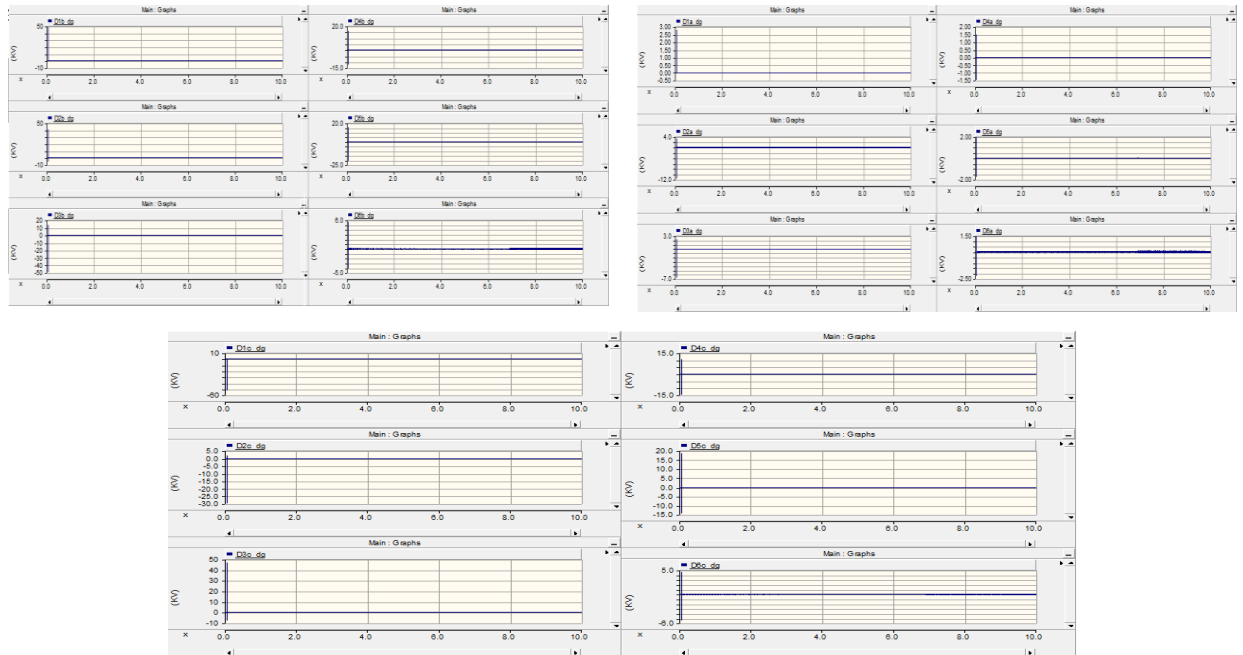 Main : Graphs
D1b_dg
50
(KV)
-10
x 0.0 2.0 4.0 6.0 8.0 10.0
Main : Graphs
D4b_dg
20.0
(KV)
-15.0
0.0 2.0 4.0 6.0 8.0 10.0
Main : Graphs
D2b_dg
50
(KV)
-10
x 0.0 2.0 4.0 6.0 8.0 10.0
Main : Graphs
D5b_dg
20.0
(KV)
-25.0
0.0 2.0 4.0 6.0 8.0 10.0
Main : Graphs
D3b_dg
20
10
0
-10
-20
-30
-40
-50
(KV)
x 0.0 2.0 4.0 6.0 8.0 10.0
Main : Graphs
D6b_dg
6.0
(KV)
-5.0
0.0 2.0 4.0 6.0 8.0 10.0
Main : Graphs
D1a_dg
3.00
2.50
2.00
1.50
1.00
0.50
0.00
-0.50
(KV)
x 0.0 2.0 4.0 6.0 8.0 10.0
Main : Graphs
D4a_dg
2.00
1.50
1.00
0.50
0.00
-0.50
-1.00
-1.50
(KV)
0.0 2.0 4.0 6.0 8.0 10.0
Main : Graphs
D2a_dg
4.0
(KV)
-12.0
x 0.0 2.0 4.0 6.0 8.0 10.0
Main : Graphs
D5a_dg
2.00
(KV)
-2.00
0.0 2.0 4.0 6.0 8.0 10.0
Main : Graphs
D3a_dg
3.0
(KV)
-7.0
x 0.0 2.0 4.0 6.0 8.0 10.0
Main : Graphs
D6a_dg
1.50
(KV)
-2.50
0.0 2.0 4.0 6.0 8.0 10.0
Main : Graphs
D1c_dg
10
(KV)
-60
x 0.0 2.0 4.0 6.0 8.0 10.0
Main : Graphs
D4c_dg
15.0
(KV)
-15.0
x 0.0 2.0 4.0 6.0 8.0 10.0
Main : Graphs
D2c_dg
5.0
0.0
-5.0
-10.0
-15.0
-20.0
-25.0
-30.0
(KV)
x 0.0 2.0 4.0 6.0 8.0 10.0
Main : Graphs
D5c_dg
20.0
15.0
10.0
5.0
0.0
-5.0
-10.0
-15.0
(KV)
x 0.0 2.0 4.0 6.0 8.0 10.0
Main : Graphs
D3c_dg
50
40
30
20
10
0
-10
(KV)
x 0.0 2.0 4.0 6.0 8.0 10.0
Main : Graphs
D6c_dg
5.0
(KV)
-6.0
x 0.0 2.0 4.0 6.0 8.0 10.0